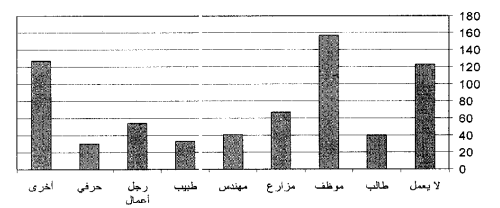 180
160
140
120
100
80
60
40
20
0
لا يعمل
طالب
موظف
مزارع
مهندس
طبيب
رجل
أعمال
حرفي
أخرى